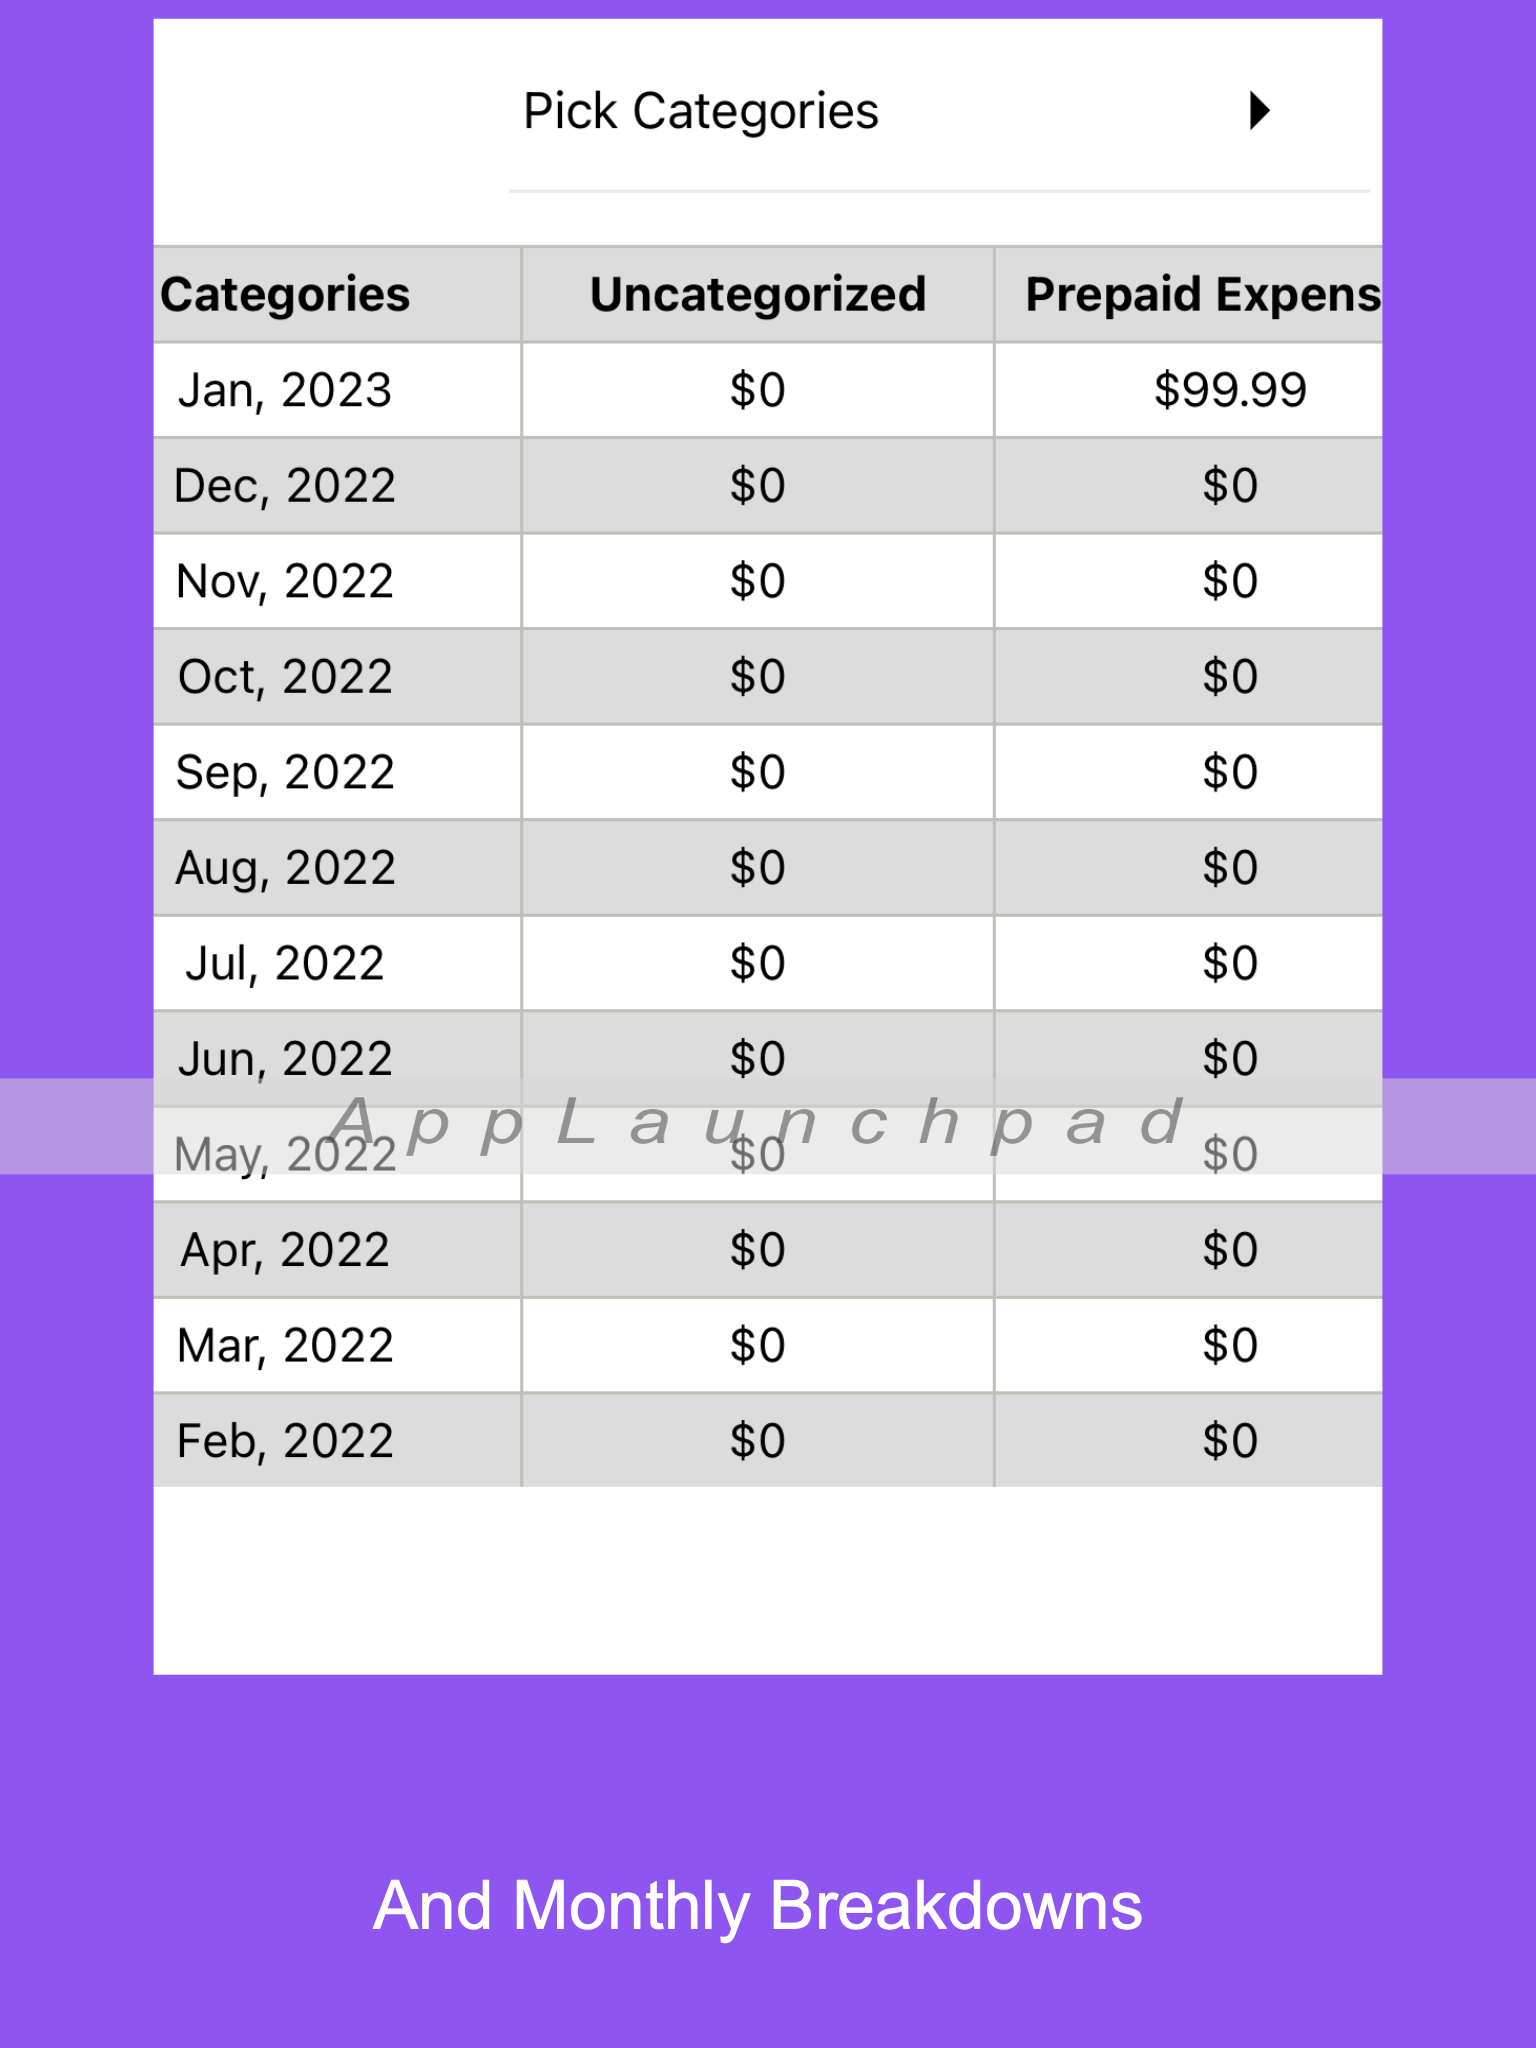 Pick Categories
Categories Uncategorized Prepaid Expens
Jan, 2023 $0 $99.99
Dec, 2022 $0 $0
Nov, 2022 $0 $0
Oct, 2022 $0 $0
Sep, 2022 $0 $0
Aug, 2022 $0 $0
Jul, 2022 $0 $0
Jun, 2022 $0 $0
AppLaunchpad
May, 2022 $0 $0
Apr, 2022 $0 $0
Mar, 2022 $0 $0
Feb, 2022 $0 $0
And Monthly Breakdowns